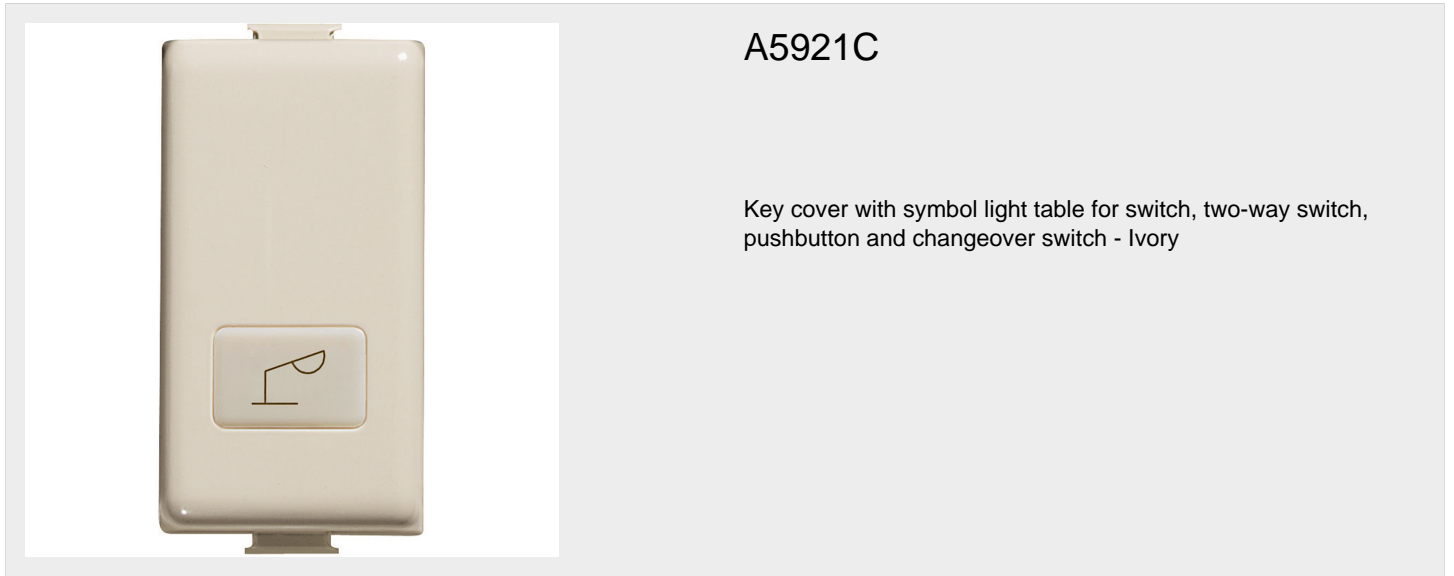 A5921C
Key cover with symbol light table for switch, two-way switch,
pushbutton and changeover switch - Ivory